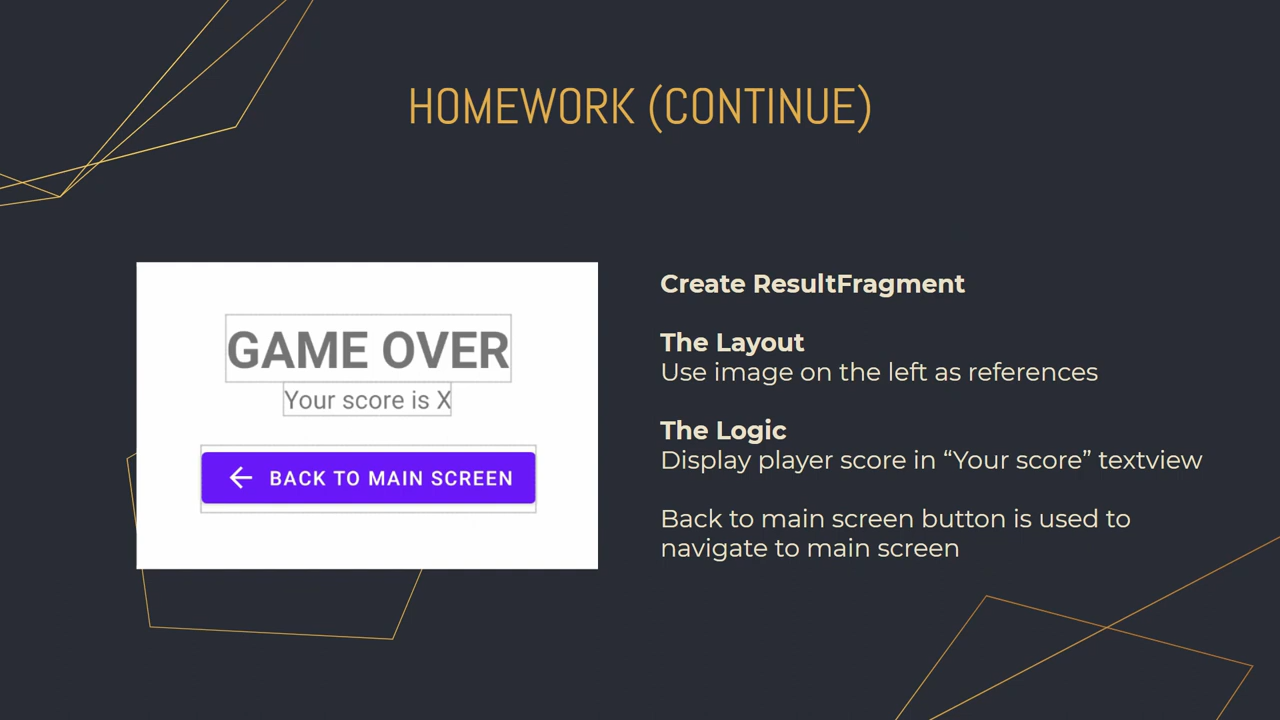 HOMEWORK (CONTINUE)
GAME OVER
Your score is X
BACK TO MAIN SCREEN
Create ResultFragment
The Layout
Use image on the left as references
The Logic
Display player score in “Your score” textview
Back to main screen button is used to
navigate to main screen